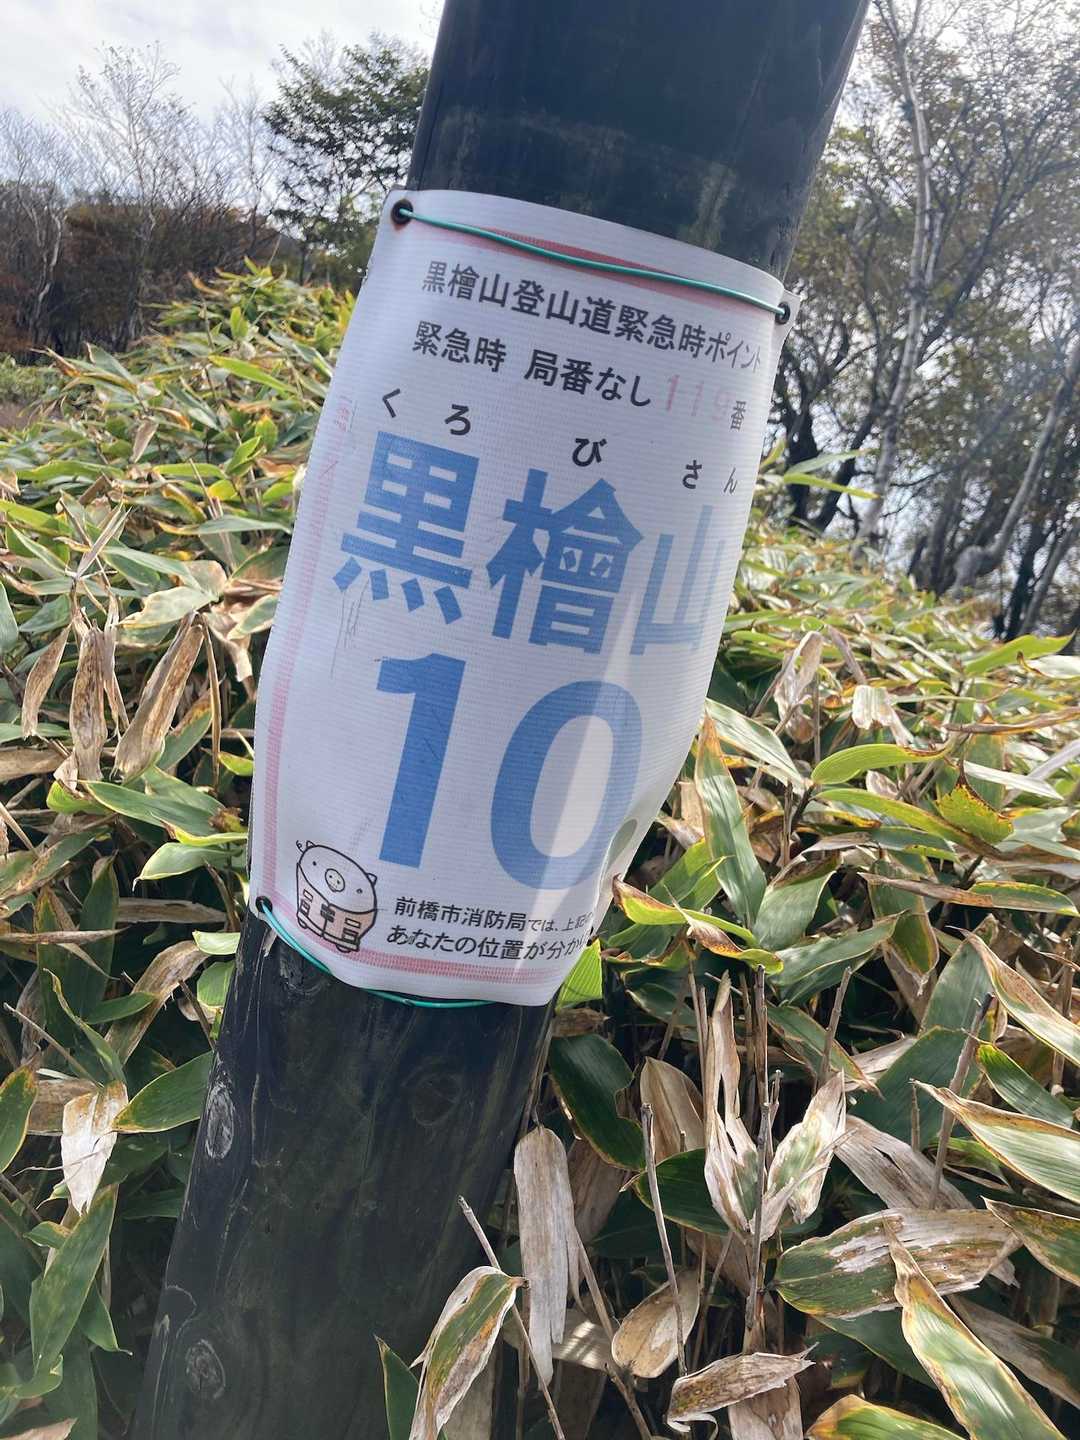 黒檜山登山道緊急時ポイント
緊急時 局番なし 119番
くろ び さん
黒檜山
10
前橋市消防局では、上記の
あなたの位置が分か